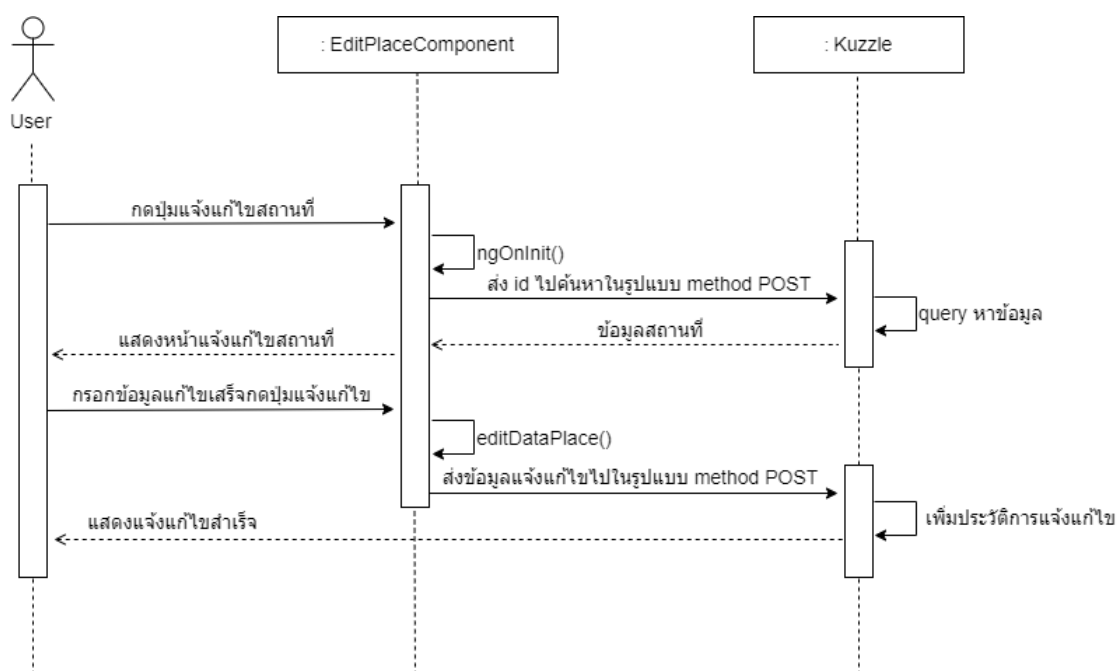 : EditPlaceComponent
: Kuzzle
User
กดปุ่มแจ้งแก้ไขสถานที่
ngOnInit()
ส่ง id ไปค้นหาในรูปแบบ method POST
query หาข้อมูล
ข้อมูลสถานที่
แสดงหน้าแจ้งแก้ไขสถานที่
กรอกข้อมูลแก้ไขเสร็จกดปุ่มแจ้งแก้ไข
editDataPlace()
ส่งข้อมูลแจ้งแก้ไขไปในรูปแบบ method POST
เพิ่มประวัติการแจ้งแก้ไข
แสดงแจ้งแก้ไขสำเร็จ